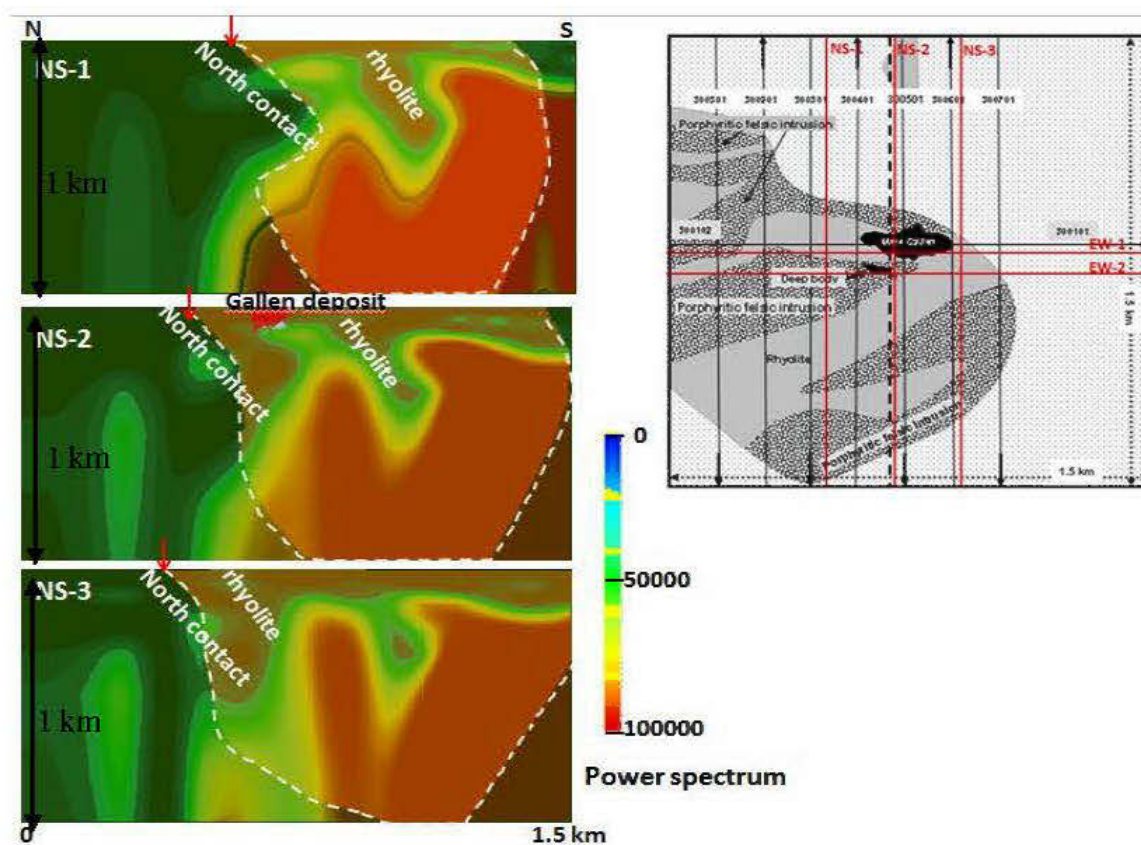 N
S
NS-1
North contact
rhyolite
1 km
Gallen deposit
NS-2
North contact
rhyolite
1 km
NS-3
North contact
rhyolite
1 km
0
1.5 km
0
50000
100000
Power spectrum
NS-1
NS-2
NS-3
Porphyritic felsic intrusion
EW-1
EW-2
Deep body
Porphyritic felsic intrusion
Rhyolite
Porphyritic felsic intrusion
1.5 km
1.5 km